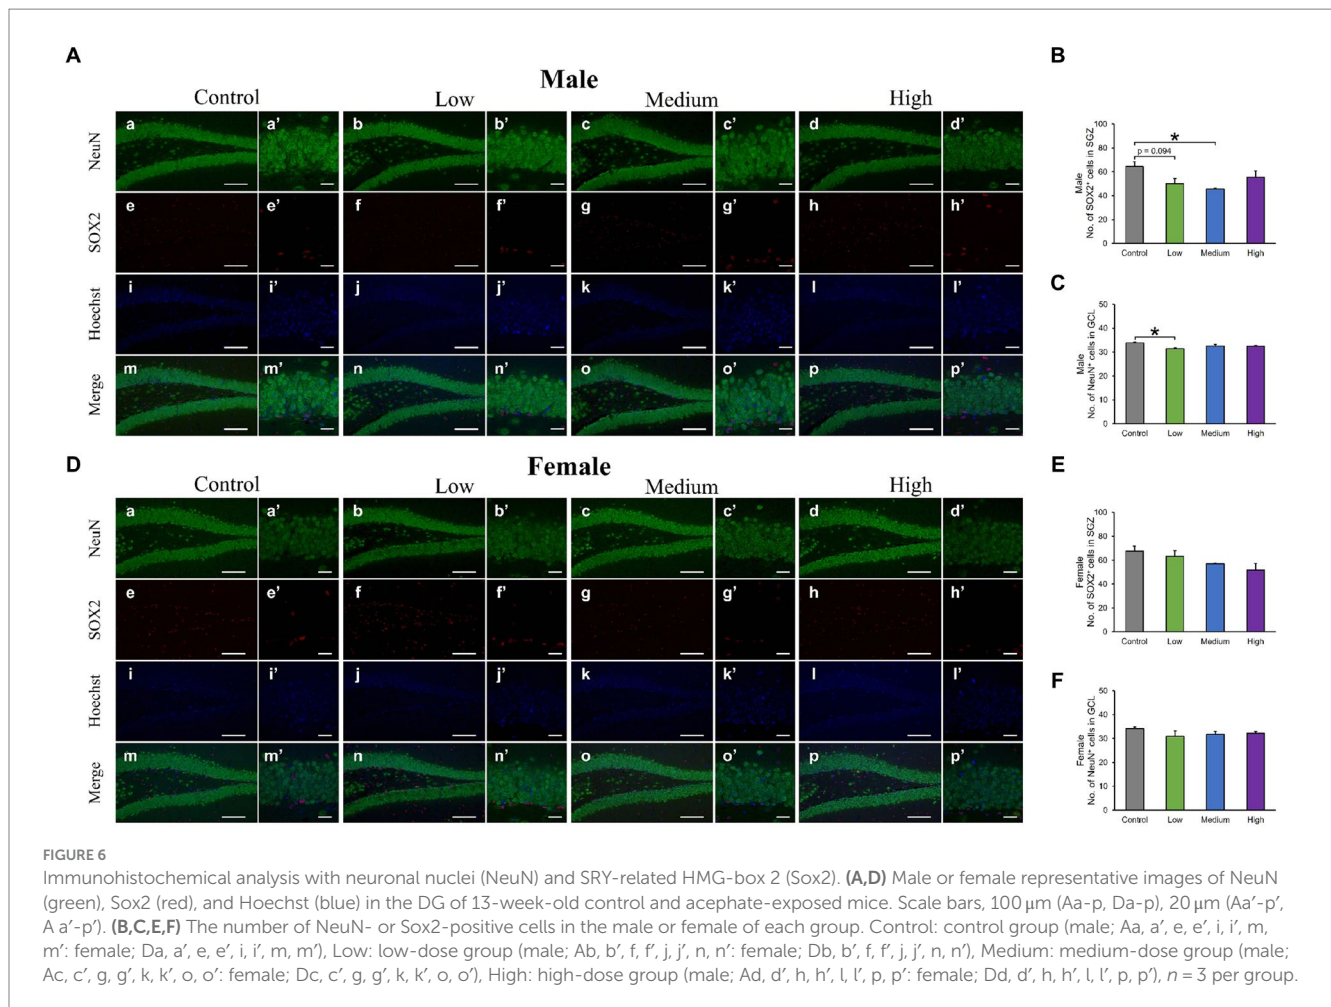 A
Male
Control Low Medium High
NeuN
a a’ b b’ c c’ d d’
SOX2
e e’ f f’ g g’ h h’
Hoechst
i i’ j j’ k k’ l l’
Merge
m m’ n n’ o o’ p p’
B
Male
No. of SOX2⁺ cells in SGZ
100
80
60
40
20
0
*
p = 0.094
Control Low Medium High
C
Male
No. of NeuN⁺ cells in GCL
50
40
30
20
10
0
*
Control Low Medium High
D
Female
Control Low Medium High
NeuN
a a’ b b’ c c’ d d’
SOX2
e e’ f f’ g g’ h h’
Hoechst
i i’ j j’ k k’ l l’
Merge
m m’ n n’ o o’ p p’
E
Female
No. of SOX2⁺ cells in SGZ
100
80
60
40
20
0
Control Low Medium High
F
Female
No. of NeuN⁺ cells in GCL
50
40
30
20
10
0
Control Low Medium High
FIGURE 6
Immunohistochemical analysis with neuronal nuclei (NeuN) and SRY-related HMG-box 2 (Sox2). (A,D) Male or female representative images of NeuN
(green), Sox2 (red), and Hoechst (blue) in the DG of 13-week-old control and acephate-exposed mice. Scale bars, 100 μm (Aa-p, Da-p), 20 μm (Aa′-p′,
A a′-p′). (B,C,E,F) The number of NeuN- or Sox2-positive cells in the male or female of each group. Control: control group (male; Aa, a′, e, e′, i, i′, m,
m′: female; Da, a′, e, e′, i, i′, m, m′), Low: low-dose group (male; Ab, b′, f, f′, j, j′, n, n′: female; Db, b′, f, f′, j, j′, n, n′), Medium: medium-dose group (male;
Ac, c′, g, g′, k, k′, o, o′: female; Dc, c′, g, g′, k, k′, o, o′), High: high-dose group (male; Ad, d′, h, h′, l, l′, p, p′: female; Dd, d′, h, h′, l, l′, p, p′), n = 3 per group.